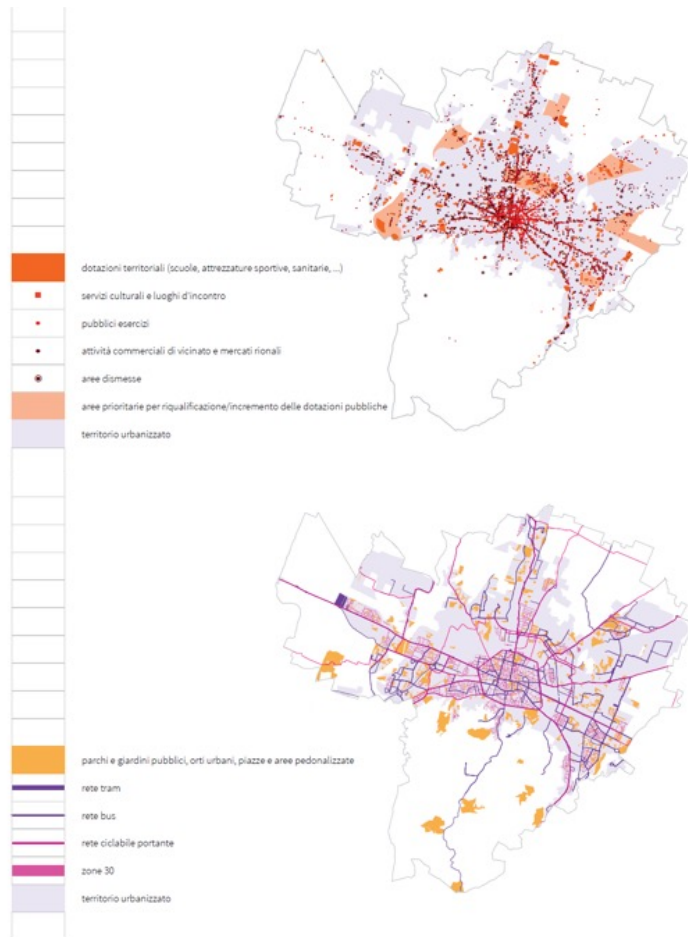 dotazioni territoriali (scuole, attrezzature sportive, sanitarie, ...)
servizi culturali e luoghi d'incontro
pubblici esercizi
attività commerciali di vicinato e mercati rionali
aree dismesse
aree prioritarie per riqualificazione/incremento delle dotazioni pubbliche
territorio urbanizzato
parchi e giardini pubblici, orti urbani, piazze e aree pedonalizzate
rete tram
rete bus
rete ciclabile portante
zone 30
territorio urbanizzato